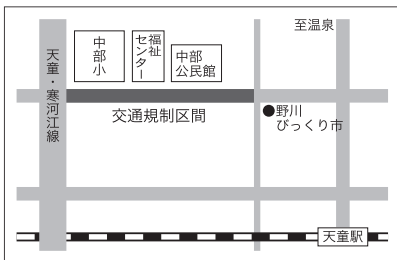 至温泉
天童・寒河江線
中部小
福祉
センター
中部
公民館
交通規制区間
●野川
びっくり市
天童駅